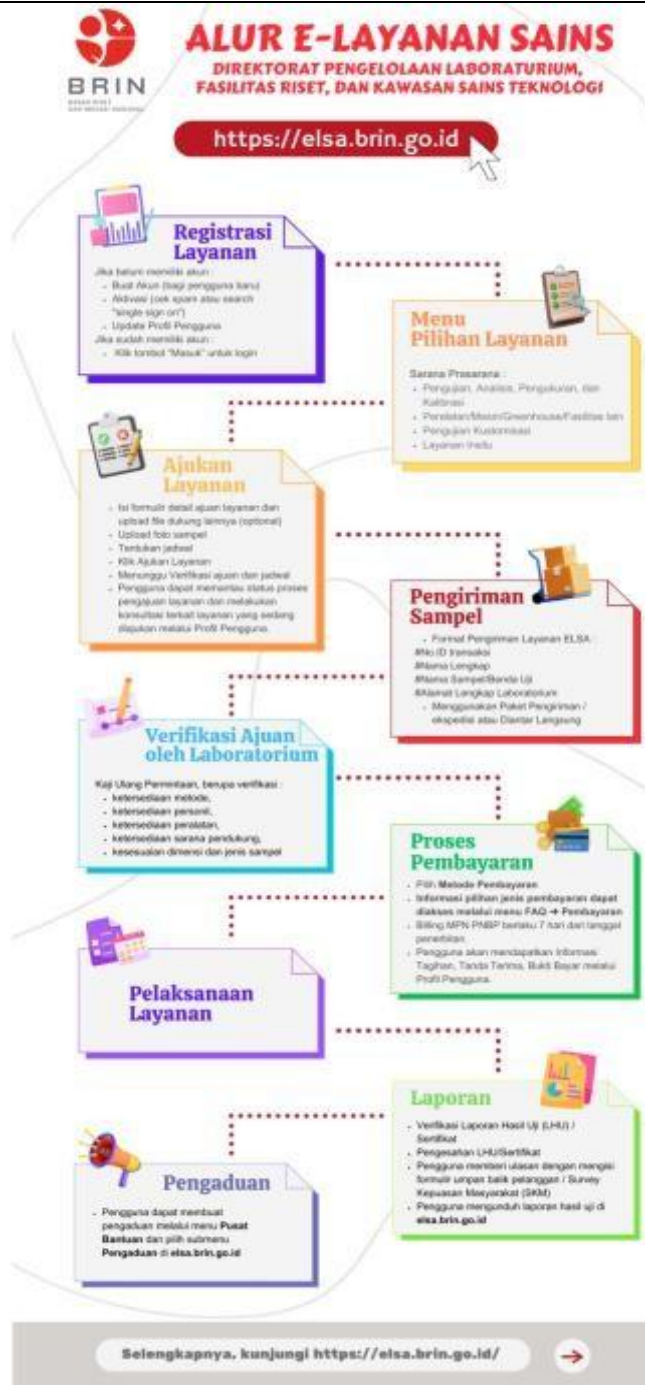 BRIN
BADAN RISET
DAN INOVASI NASIONAL
ALUR E-LAYANAN SAINS
DIREKTORAT PENGELOLAAN LABORATURIUM,
FASILITAS RISET, DAN KAWASAN SAINS TEKNOLOGI
https://elsa.brin.go.id
Registrasi
Layanan
Jika belum memiliki akun :
Buat Akun (bagi pengguna baru)
Aktivasi (cek spam atau search
"single sign on")
Update Profil Pengguna
Jika sudah memiliki akun :
Klik tombol "Masuk" untuk login
Menu
Pilihan Layanan
Sarana Prasarana :
Pengujian, Analisis, Pengukuran, dan
Kalibrasi
Peralatan/Mesin/Greenhouse/Fasilitas lain
Pengujian Kustomisasi
Layanan
Ajukan
Layanan
Isi formulir detail ajuan layanan dan
upload file dukung lainnya (optional)
Upload foto sampel
Tentukan jadwal
Klik Ajukan Layanan
Menunggu Verifikasi ajuan dan jadwal
Pengguna dapat memantau status proses
pengajuan layanan dan melakukan
konsultasi terkait layanan yang sedang
diajukan melalui Profil Pengguna.
Pengiriman
Sampel
Format Pengiriman Layanan ELSA :
#No.ID transaksi
#Nama Lengkap
#Nama Sampel/Benda Uji
#Alamat Lengkap Laboratorium
Menggunakan Paket Pengiriman /
ekspedisi atau Diantar Langsung
Verifikasi Ajuan
oleh Laboratorium
Kaji Ulang Permintaan, berupa verifikasi :
ketersediaan metode,
ketersediaan personil,
ketersediaan peralatan,
ketersediaan sarana pendukung,
kesesuaian dimensi dan jenis sampel
Proses
Pembayaran
Pilih Metode Pembayaran
Informasi pilihan jenis pembayaran dapat
diakses melalui menu FAQ → Pembayaran
Billing MPN PNBP berlaku 7 hari dari tanggal
penerbitan
Pengguna akan mendapatkan Informasi
Tagihan, Tanda Terima, Bukti Bayar melalui
Profil Pengguna.
Pelaksanaan
Layanan
Laporan
Verifikasi Laporan Hasil Uji (LHU) /
Sertifikat
Pengesahan LHU/Sertifikat
Pengguna memberi ulasan dengan mengisi
formulir umpan balik pelanggan / Survey
Kepuasan Masyarakat (SKM)
Pengguna mengunduh laporan hasil uji di
elsa.brin.go.id
Pengaduan
Pengguna dapat membuat
pengaduan melalui menu Pusat
Bantuan dan pilih submenu
Pengaduan di elsa.brin.go.id
Selengkapnya, kunjungi https://elsa.brin.go.id/